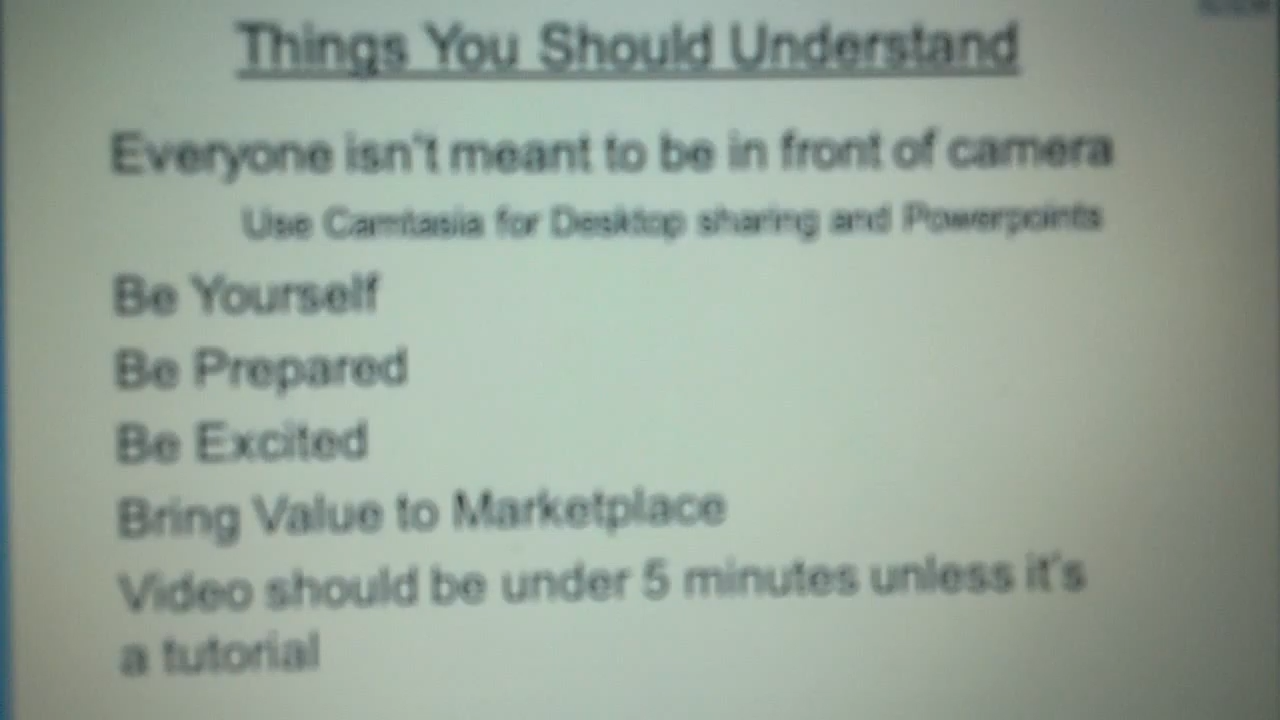 Things You Should Understand
Everyone isn't meant to be in front of camera
Use Camtasia for Desktop sharing and Powerpoints
Be Yourself
Be Prepared
Be Excited
Bring Value to Marketplace
Video should be under 5 minutes unless it's
a tutorial